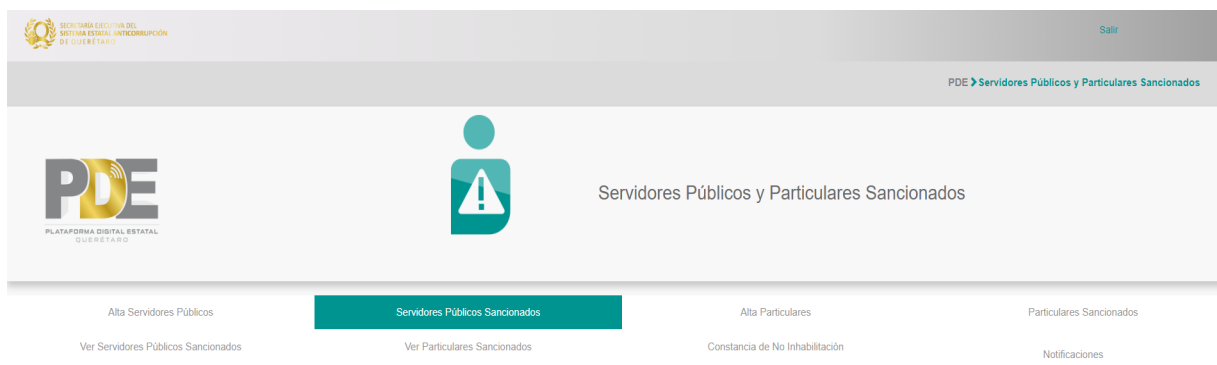 SECRETARÍA EJECUTIVA DEL
SISTEMA ESTATAL ANTICORRUPCIÓN
DE QUERÉTARO
Salir
PDE > Servidores Públicos y Particulares Sancionados
PDE
PLATAFORMA DIGITAL ESTATAL
QUERÉTARO
Servidores Públicos y Particulares Sancionados
Alta Servidores Públicos
Servidores Públicos Sancionados
Alta Particulares
Particulares Sancionados
Ver Servidores Públicos Sancionados
Ver Particulares Sancionados
Constancia de No Inhabilitación
Notificaciones